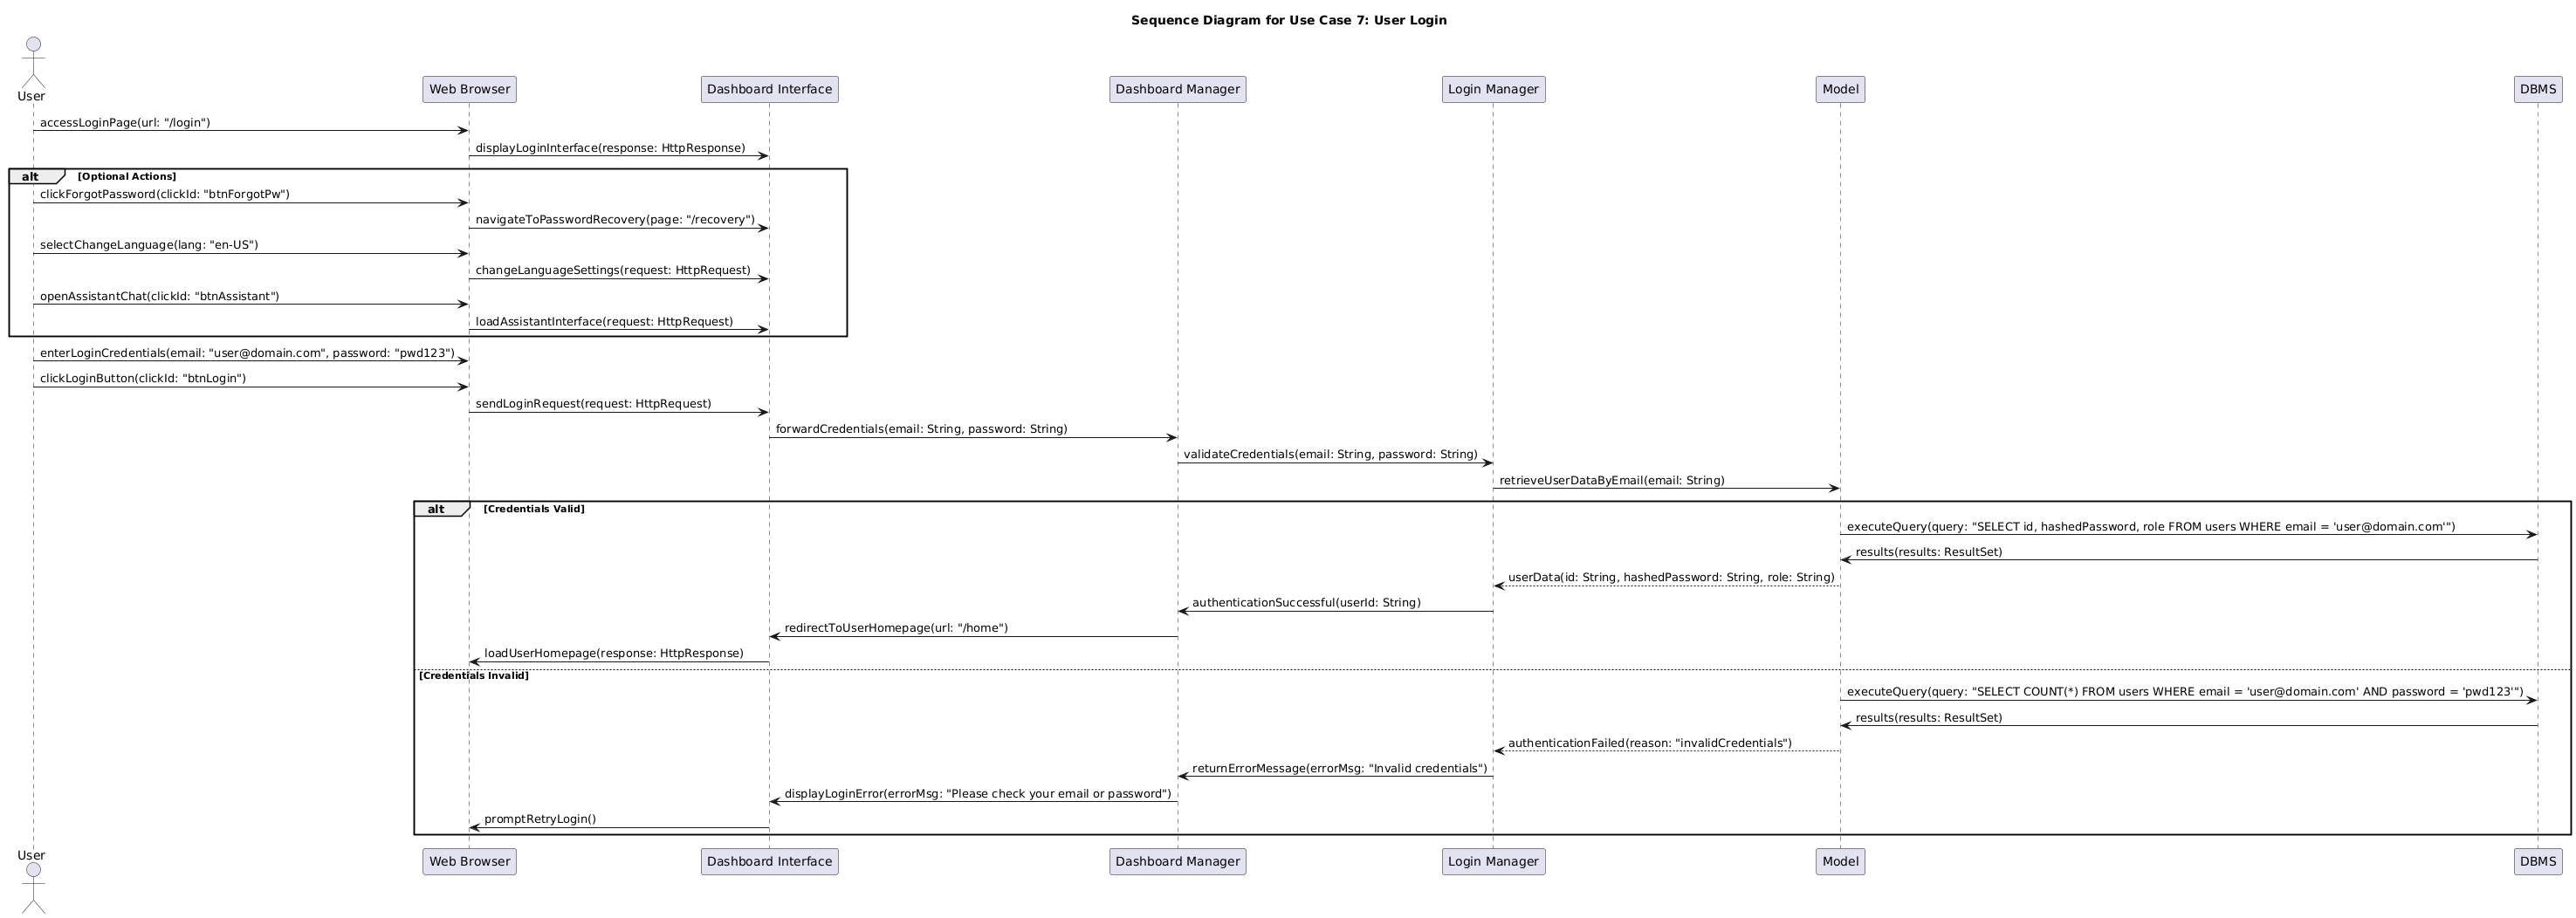 Sequence Diagram for Use Case 7: User Login
User
Web Browser
Dashboard Interface
Dashboard Manager
Login Manager
Model
DBMS
accessLoginPage(url: "/login")
displayLoginInterface(response: HttpResponse)
alt [Optional Actions]
clickForgotPassword(clickId: "btnForgotPw")
navigateToPasswordRecovery(page: "/recovery")
selectChangeLanguage(lang: "en-US")
changeLanguageSettings(request: HttpRequest)
openAssistantChat(clickId: "btnAssistant")
loadAssistantInterface(request: HttpRequest)
enterLoginCredentials(email: "user@domain.com", password: "pwd123")
clickLoginButton(clickId: "btnLogin")
sendLoginRequest(request: HttpRequest)
forwardCredentials(email: String, password: String)
validateCredentials(email: String, password: String)
retrieveUserDataByEmail(email: String)
alt [Credentials Valid]
executeQuery(query: "SELECT id, hashedPassword, role FROM users WHERE email = 'user@domain.com'")
results(results: ResultSet)
userData(id: String, hashedPassword: String, role: String)
authenticationSuccessful(userId: String)
redirectToUserHomepage(url: "/home")
loadUserHomepage(response: HttpResponse)
[Credentials Invalid]
executeQuery(query: "SELECT COUNT(*) FROM users WHERE email = 'user@domain.com' AND password = 'pwd123'")
results(results: ResultSet)
authenticationFailed(reason: "invalidCredentials")
returnErrorMessage(errorMsg: "Invalid credentials")
displayLoginError(errorMsg: "Please check your email or password")
promptRetryLogin()
User
Web Browser
Dashboard Interface
Dashboard Manager
Login Manager
Model
DBMS